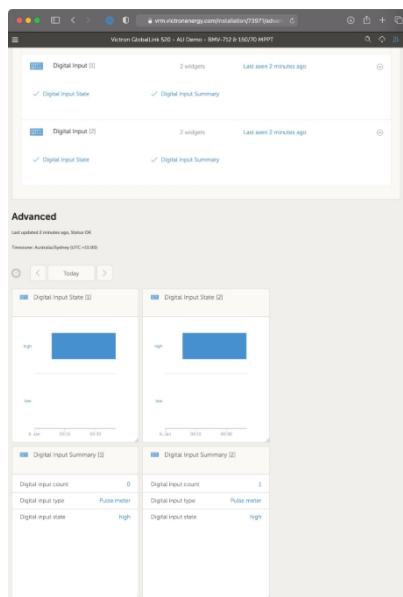 vrm.victronenergy.com/installation/73971/advan
Victron GlobalLink 520 - AU Demo - BMV-712 & 150/70 MPPT
Digital Input [1]
2 widgets
Last seen 2 minutes ago
Digital Input State
Digital Input Summary
Digital Input [2]
2 widgets
Last seen 2 minutes ago
Digital Input State
Digital Input Summary
Advanced
Last updated 2 minutes ago, Status OK
Timezone: Australia/Sydney (UTC +11:00)
Today
Digital Input State [1]
Digital Input State [2]
high
high
low
low
6. Jan
6. Jan
Digital Input Summary [1]
Digital Input Summary [2]
Digital input count 0
Digital input count 1
Digital input type Pulse meter
Digital input type Pulse meter
Digital input state high
Digital input state high